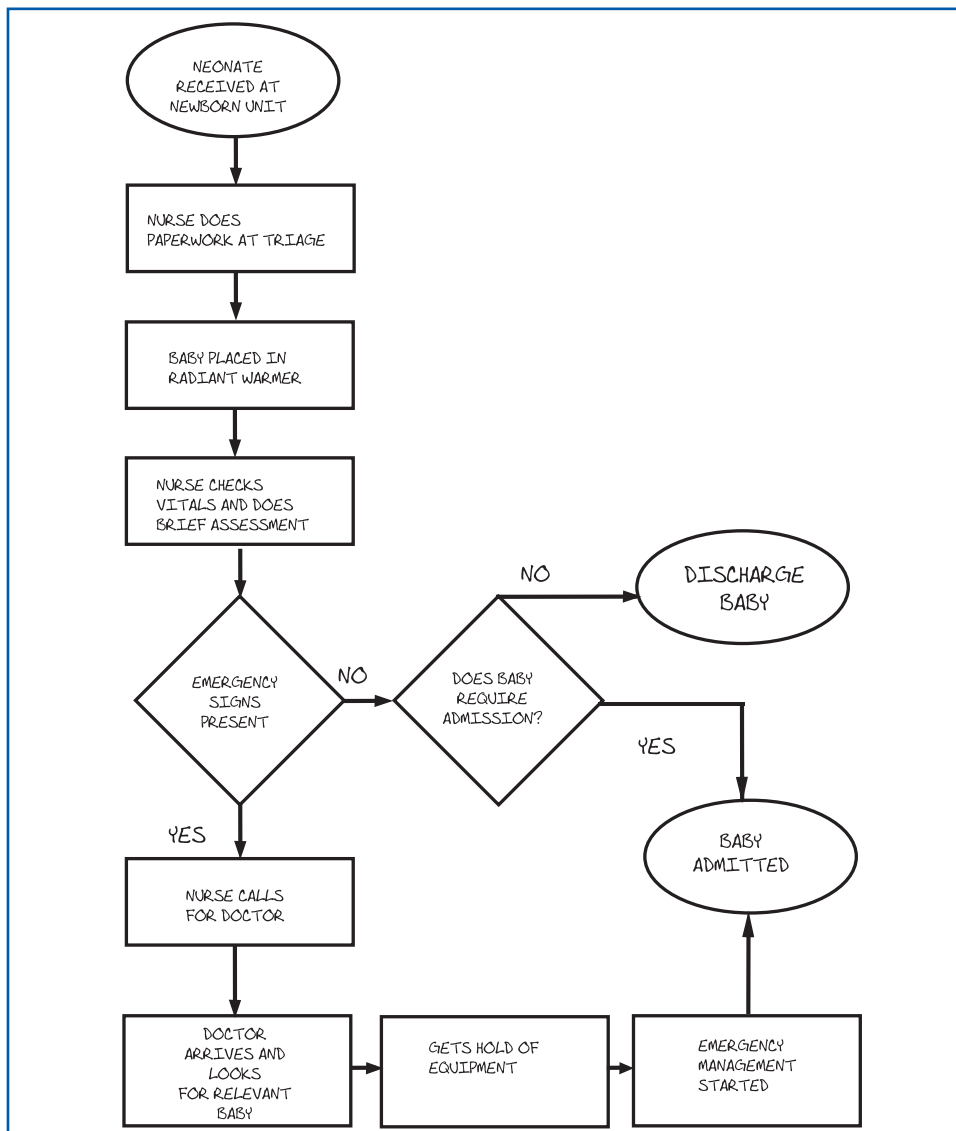 NEONATE
RECEIVED AT
NEWBORN UNIT
NURSE DOES
PAPERWORK AT TRIAGE
BABY PLACED IN
RADIANT WARMER
NURSE CHECKS
VITALS AND DOES
BRIEF ASSESSMENT
EMERGENCY
SIGNS
PRESENT
NO
DOES BABY
REQUIRE
ADMISSION?
NO
DISCHARGE
BABY
YES
BABY
ADMITTED
YES
NURSE CALLS
FOR DOCTOR
DOCTOR
ARRIVES AND
LOOKS
FOR RELEVANT
BABY
GETS HOLD OF
EQUIPMENT
EMERGENCY
MANAGEMENT
STARTED